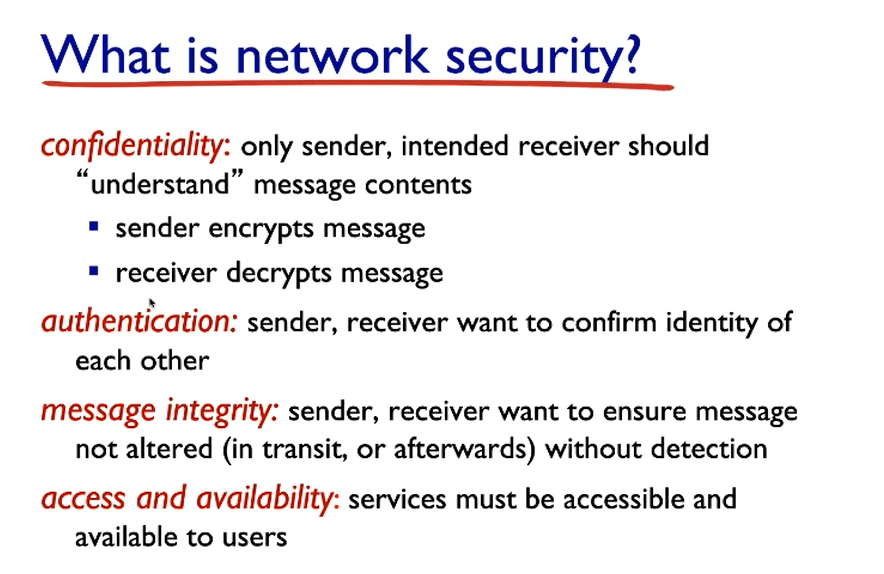 What is network security?
confidentiality: only sender, intended receiver should
“understand” message contents
▪ sender encrypts message
▪ receiver decrypts message
authentication: sender, receiver want to confirm identity of
each other
message integrity: sender, receiver want to ensure message
not altered (in transit, or afterwards) without detection
access and availability: services must be accessible and
available to users